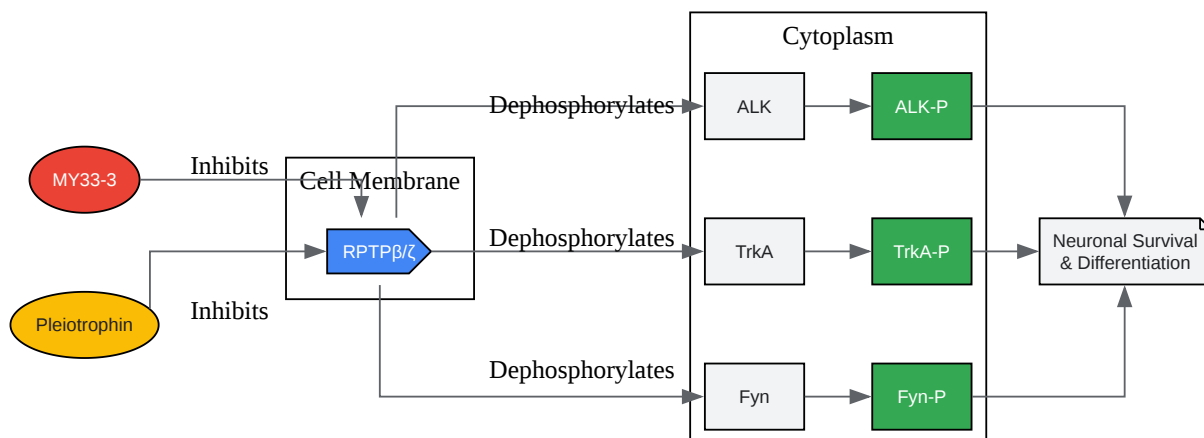 Cytoplasm
Dephosphorylates
ALK
ALK-P
Inhibits
MY33-3
Cell Membrane
RPTPβ/ζ
Dephosphorylates
TrkA
TrkA-P
Neuronal Survival
& Differentiation
Inhibits
Pleiotrophin
Dephosphorylates
Fyn
Fyn-P